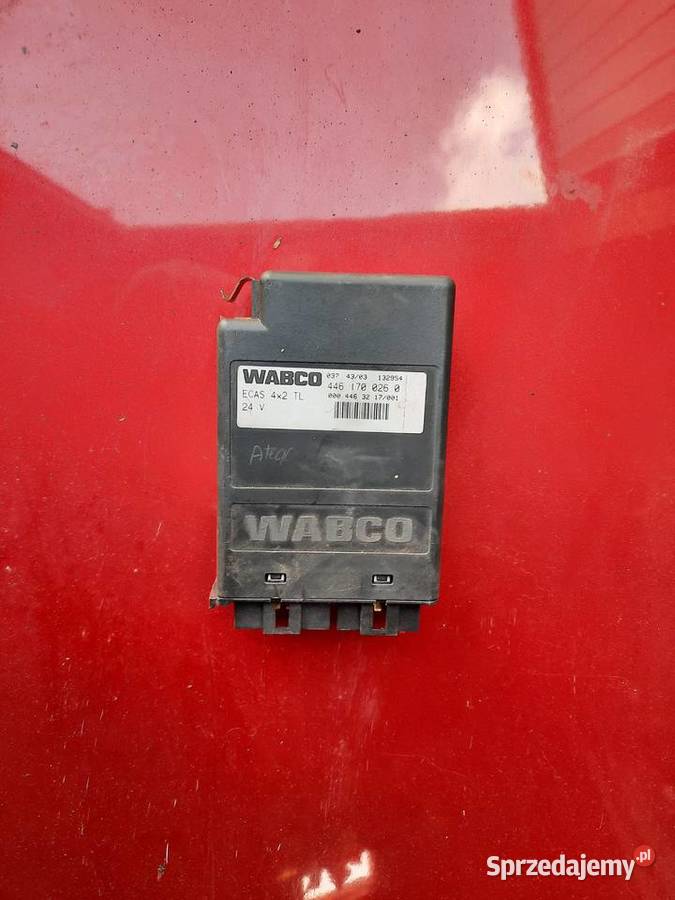 WABCO 037 43/03 132954
446 170 026 0
ECAS 4x2 TL 000 446 32 17/001
24 V
Ategr
WABCO
Sprzedajemy.pl